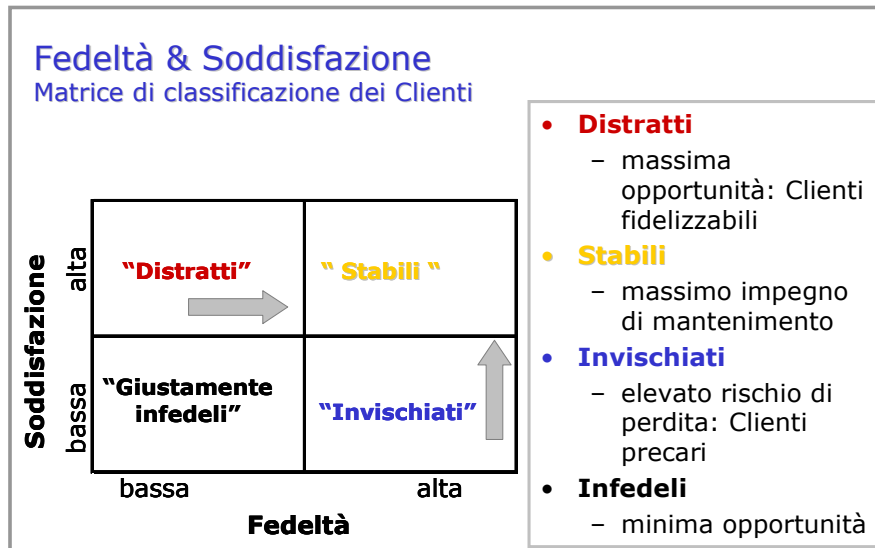 Fedeltà & Soddisfazione
Matrice di classificazione dei Clienti
Soddisfazione
alta
bassa
“Distratti”
“ Stabili “
“Giustamente
infedeli”
“Invischiati”
bassa
alta
Fedeltà
• Distratti
– massima
opportunità: Clienti
fidelizzabili
• Stabili
– massimo impegno
di mantenimento
• Invischiati
– elevato rischio di
perdita: Clienti
precari
• Infedeli
– minima opportunità